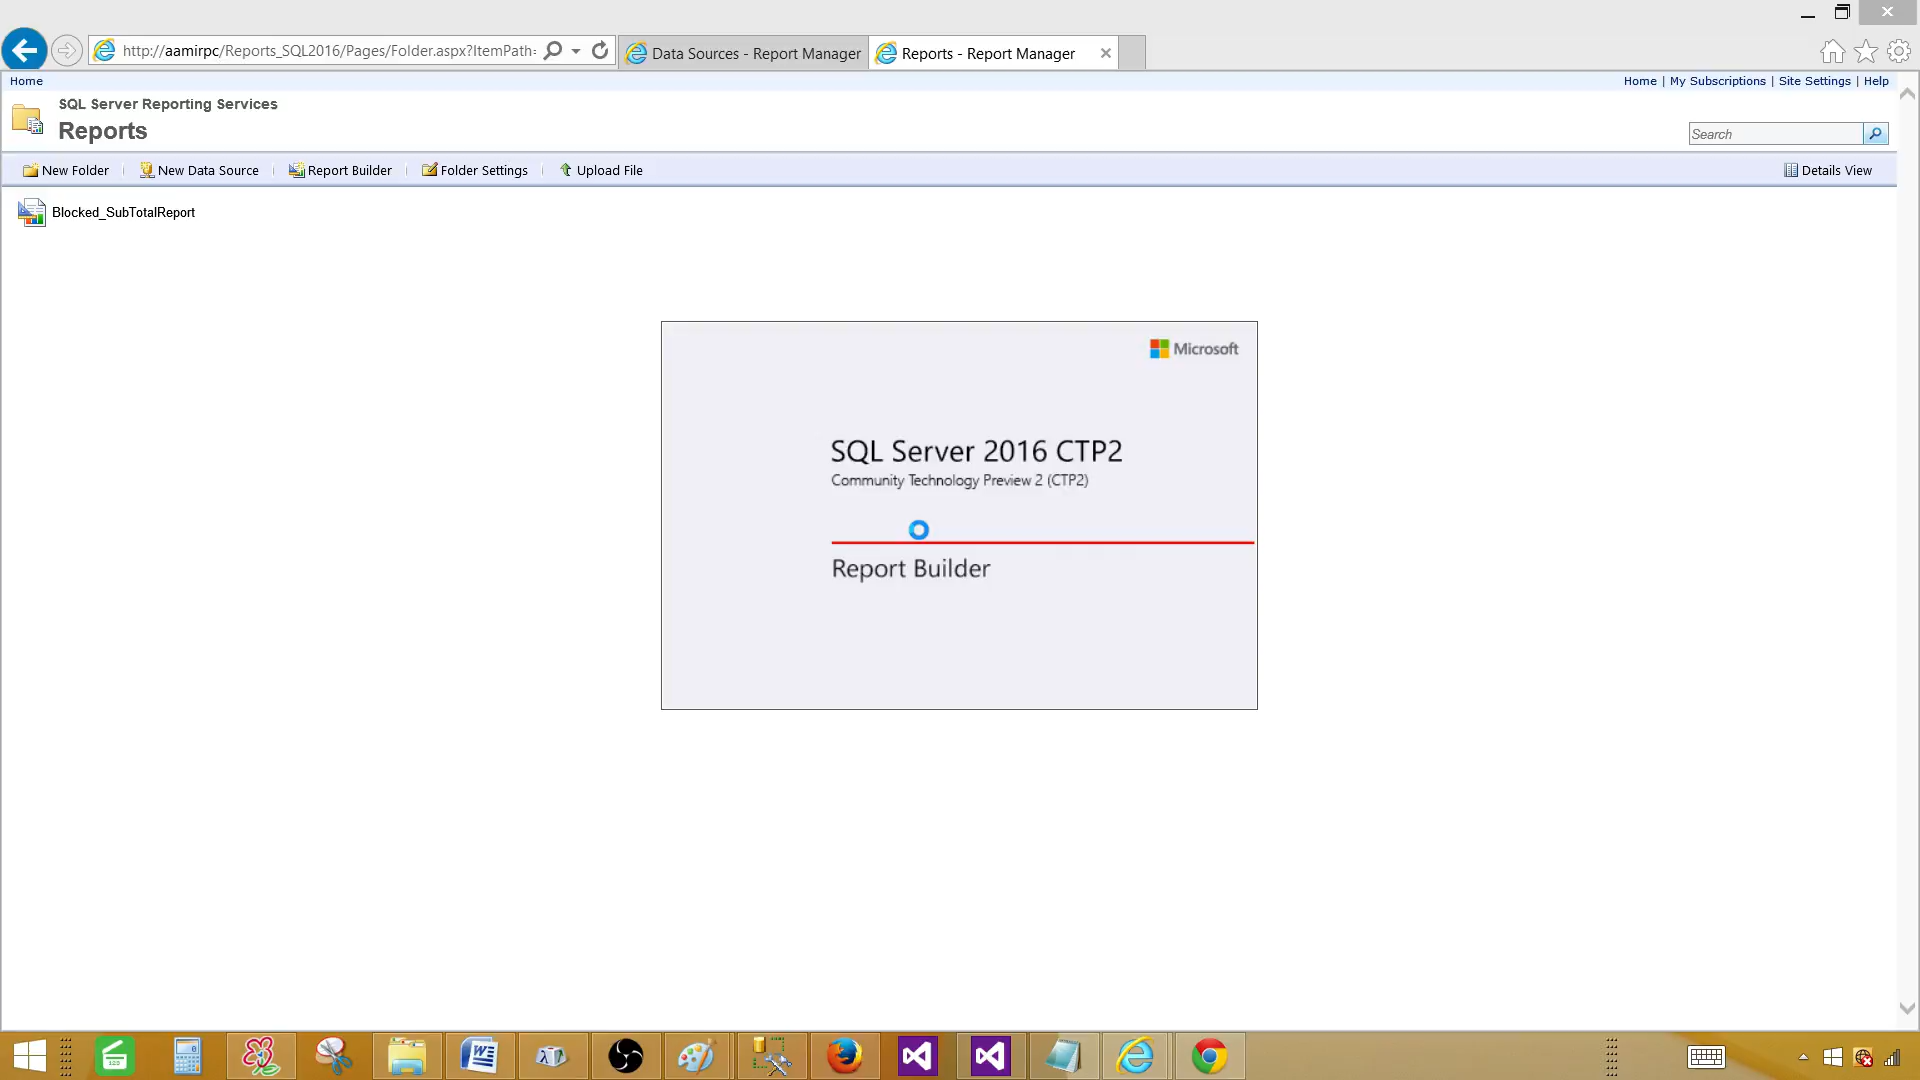 http://aamirpc/Reports_SQL2016/Pages/Folder.aspx?ItemPath=
Data Sources - Report Manager
Reports - Report Manager
Home
Home | My Subscriptions | Site Settings | Help
SQL Server Reporting Services
Reports
Search
New Folder
New Data Source
Report Builder
Folder Settings
Upload File
Details View
Blocked_SubTotalReport
Microsoft
SQL Server 2016 CTP2
Community Technology Preview 2 (CTP2)
Report Builder